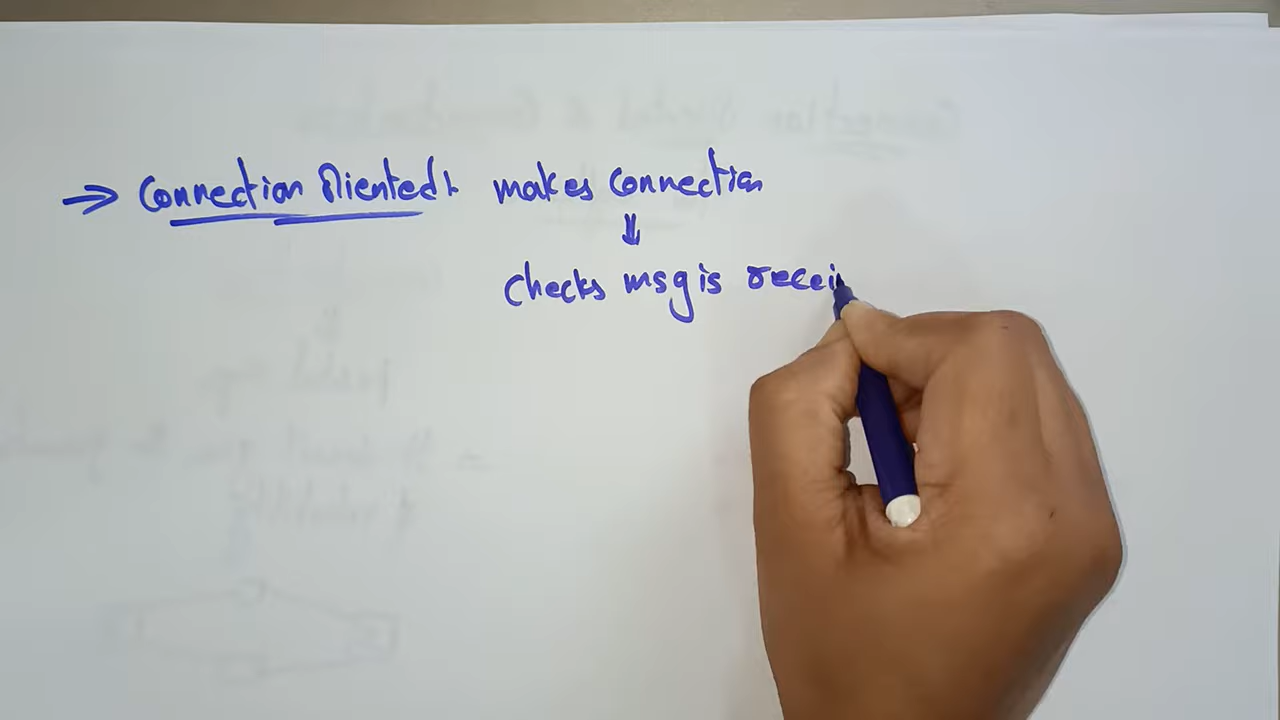 → Connection Oriented: makes connection
⇓
checks msg is recei